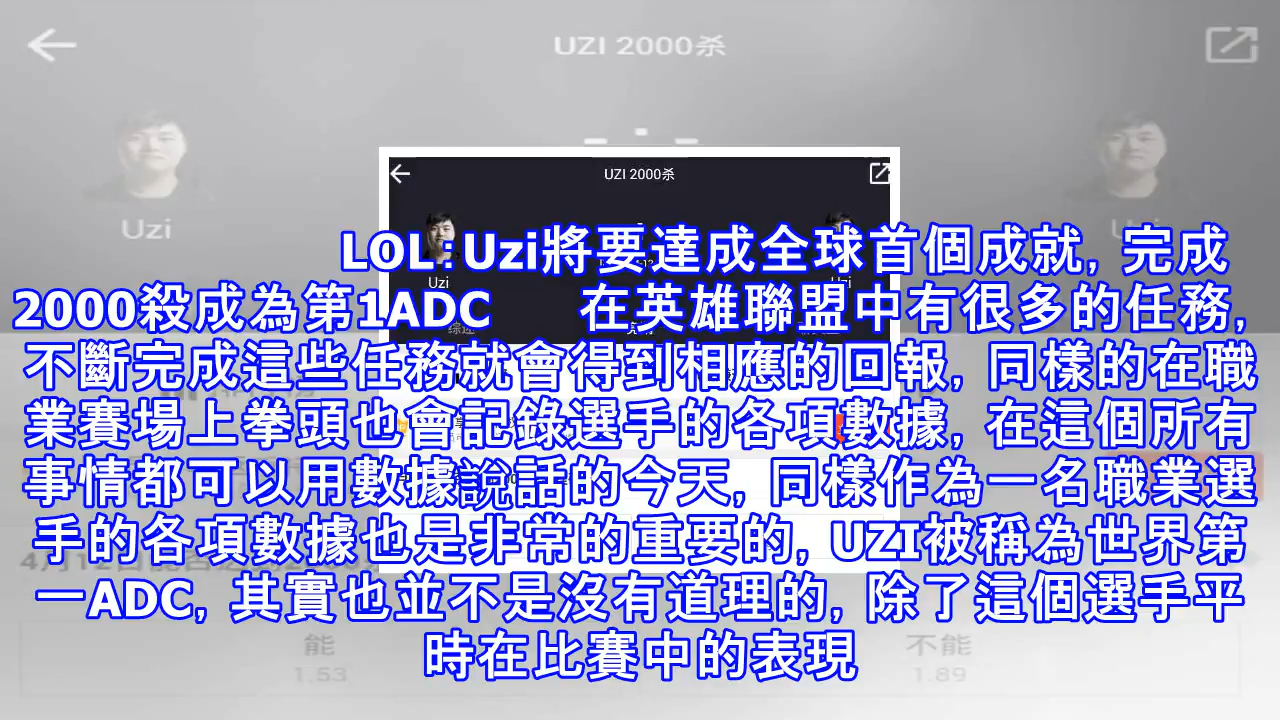 UZI 2000杀
UZI 2000杀
Uzi
Uzi
LOL:Uzi將要達成全球首個成就, 完成
2000殺成為第1ADC 在英雄聯盟中有很多的任務,
不斷完成這些任務就會得到相應的回報, 同樣的在職
業賽場上拳頭也會記錄選手的各項數據, 在這個所有
事情都可以用數據說話的今天, 同樣作為一名職業選
手的各項數據也是非常的重要的, UZI被稱為世界第
一ADC, 其實也並不是沒有道理的, 除了這個選手平
時在比賽中的表現
能
不能
1.53
1.89